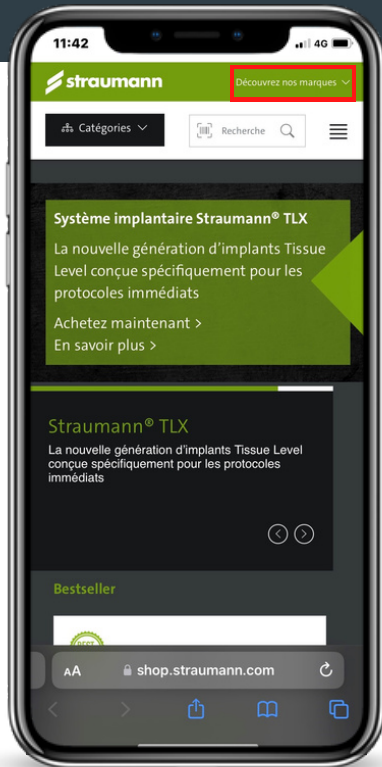 11:42
4G
straumann
Découvrez nos marques
Catégories
Recherche
Système implantaire Straumann® TLX
La nouvelle génération d'implants Tissue
Level conçue spécifiquement pour les
protocoles immédiats
Achetez maintenant >
En savoir plus >
Straumann® TLX
La nouvelle génération d'implants Tissue Level
conçue spécifiquement pour les protocoles
immédiats
Bestseller
BEST
AA
shop.straumann.com